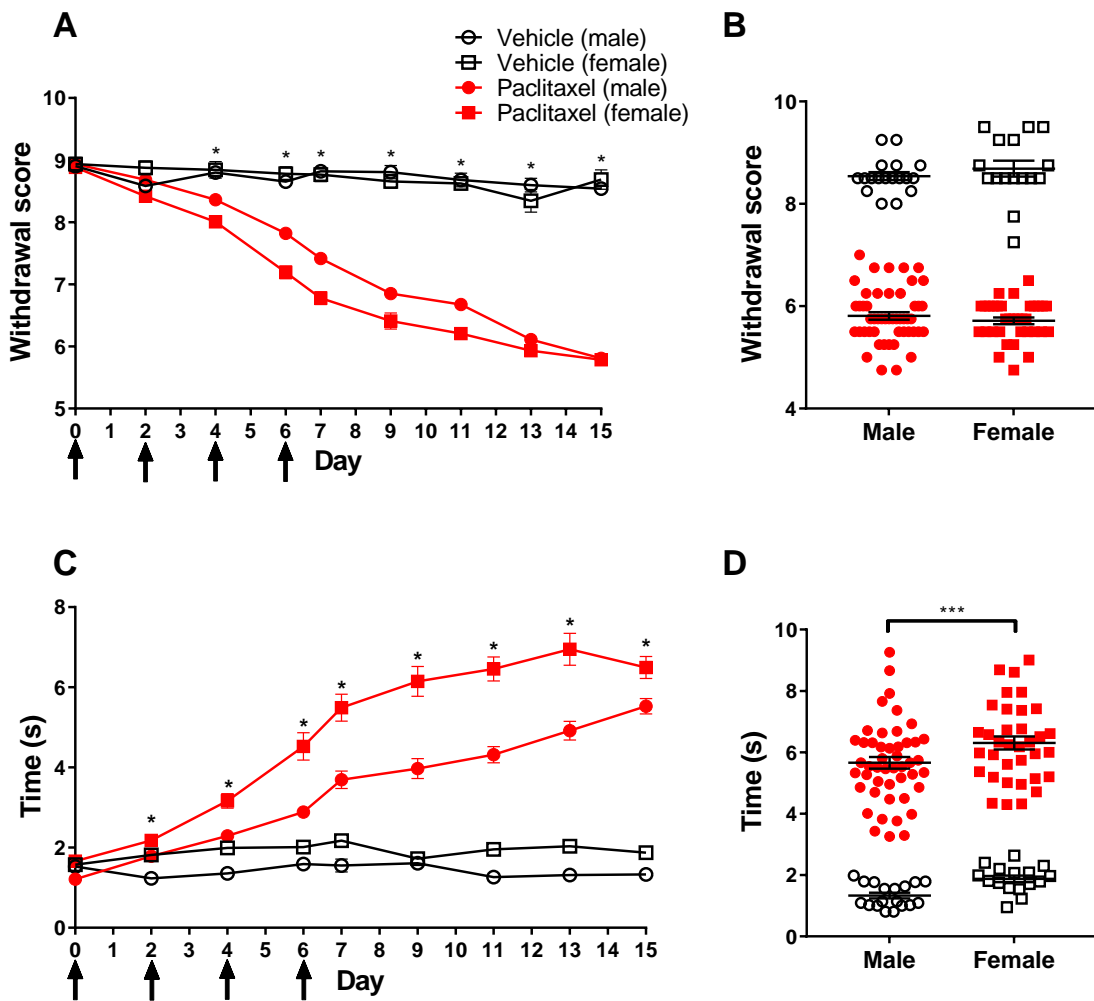 A
Vehicle (male)
Vehicle (female)
Paclitaxel (male)
Paclitaxel (female)
Withdrawal score
10
9
8
7
6
5
* * * * * * *
0 1 2 3 4 5 6 7 8 9 10 11 12 13 14 15
Day
B
Withdrawal score
10
8
6
4
Male Female
C
Time (s)
8
6
4
2
0
* * * * * * * *
0 1 2 3 4 5 6 7 8 9 10 11 12 13 14 15
Day
D
***
Time (s)
10
8
6
4
2
0
Male Female